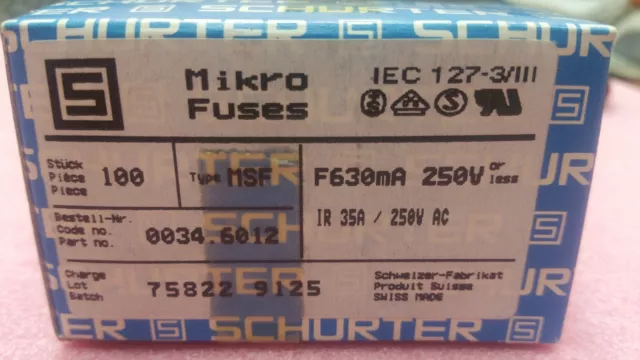 SCHURTER
S Mikro Fuses
IEC 127-3/III
Stück
Pièce
Piece
100
Type MSF
F630mA 250V or less
IR 35A / 250V AC
Bestell-Nr.
Code no.
Part no.
0034.6012
Charge
Lot
Batch
75822 9125
Schweizer-Fabrikat
Produit Suisse
SWISS MADE
SCHURTER S SCHURTER S